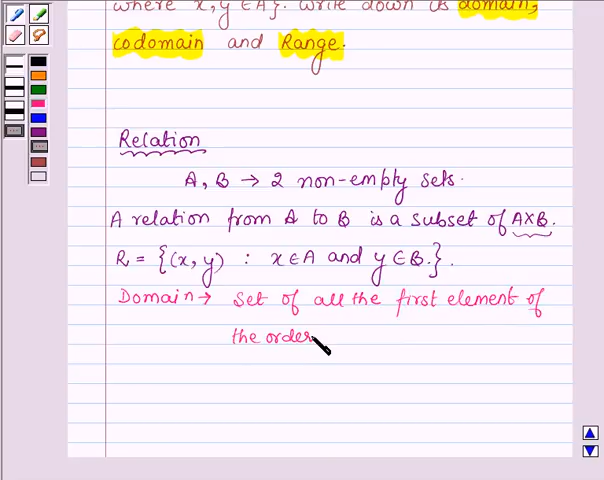 where x, y ∈ A}. Write down its domain,
codomain and Range.
Relation
A, B → 2 non-empty sets.
A relation from A to B is a subset of A×B.
R = {(x, y) : x ∈ A and y ∈ B.}.
Domain → Set of all the first element of
the order